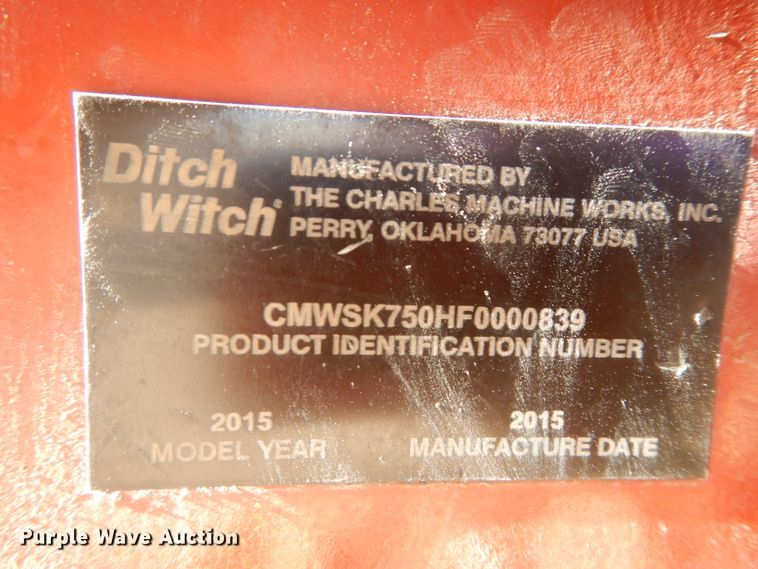 Ditch Witch®
MANUFACTURED BY
THE CHARLES MACHINE WORKS, INC.
PERRY, OKLAHOMA 73077 USA
CMWSK750HF0000839
PRODUCT IDENTIFICATION NUMBER
2015
MODEL YEAR
2015
MANUFACTURE DATE
Purple Wave Auction